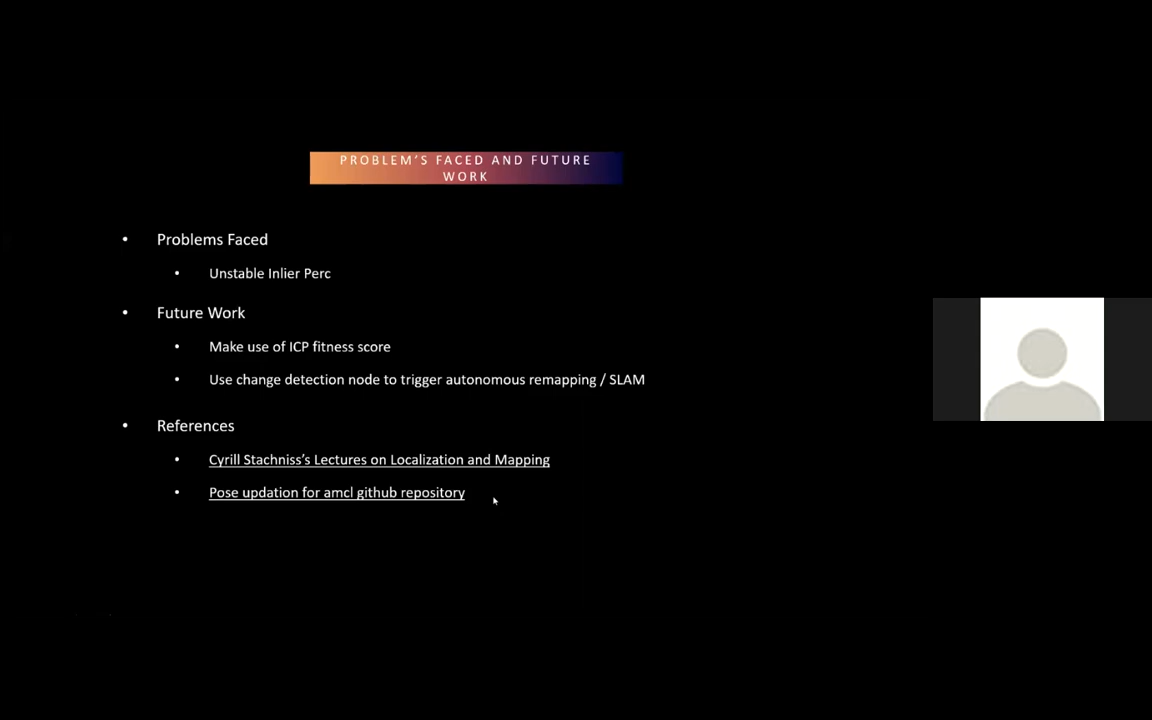 PROBLEM'S FACED AND FUTURE
WORK
• Problems Faced
• Unstable Inlier Perc
• Future Work
• Make use of ICP fitness score
• Use change detection node to trigger autonomous remapping / SLAM
• References
• Cyrill Stachniss's Lectures on Localization and Mapping
• Pose updation for amcl github repository